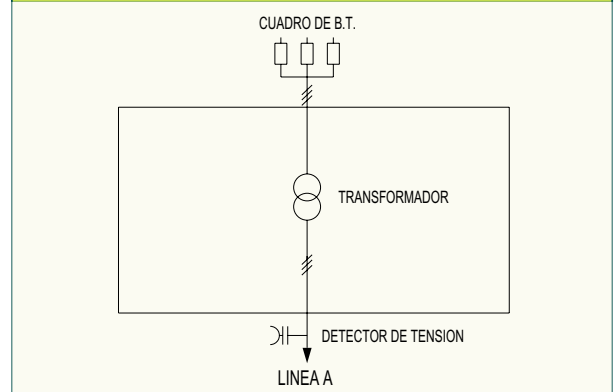 CUADRO DE B.T.
TRANSFORMADOR
DETECTOR DE TENSION
LINEA A